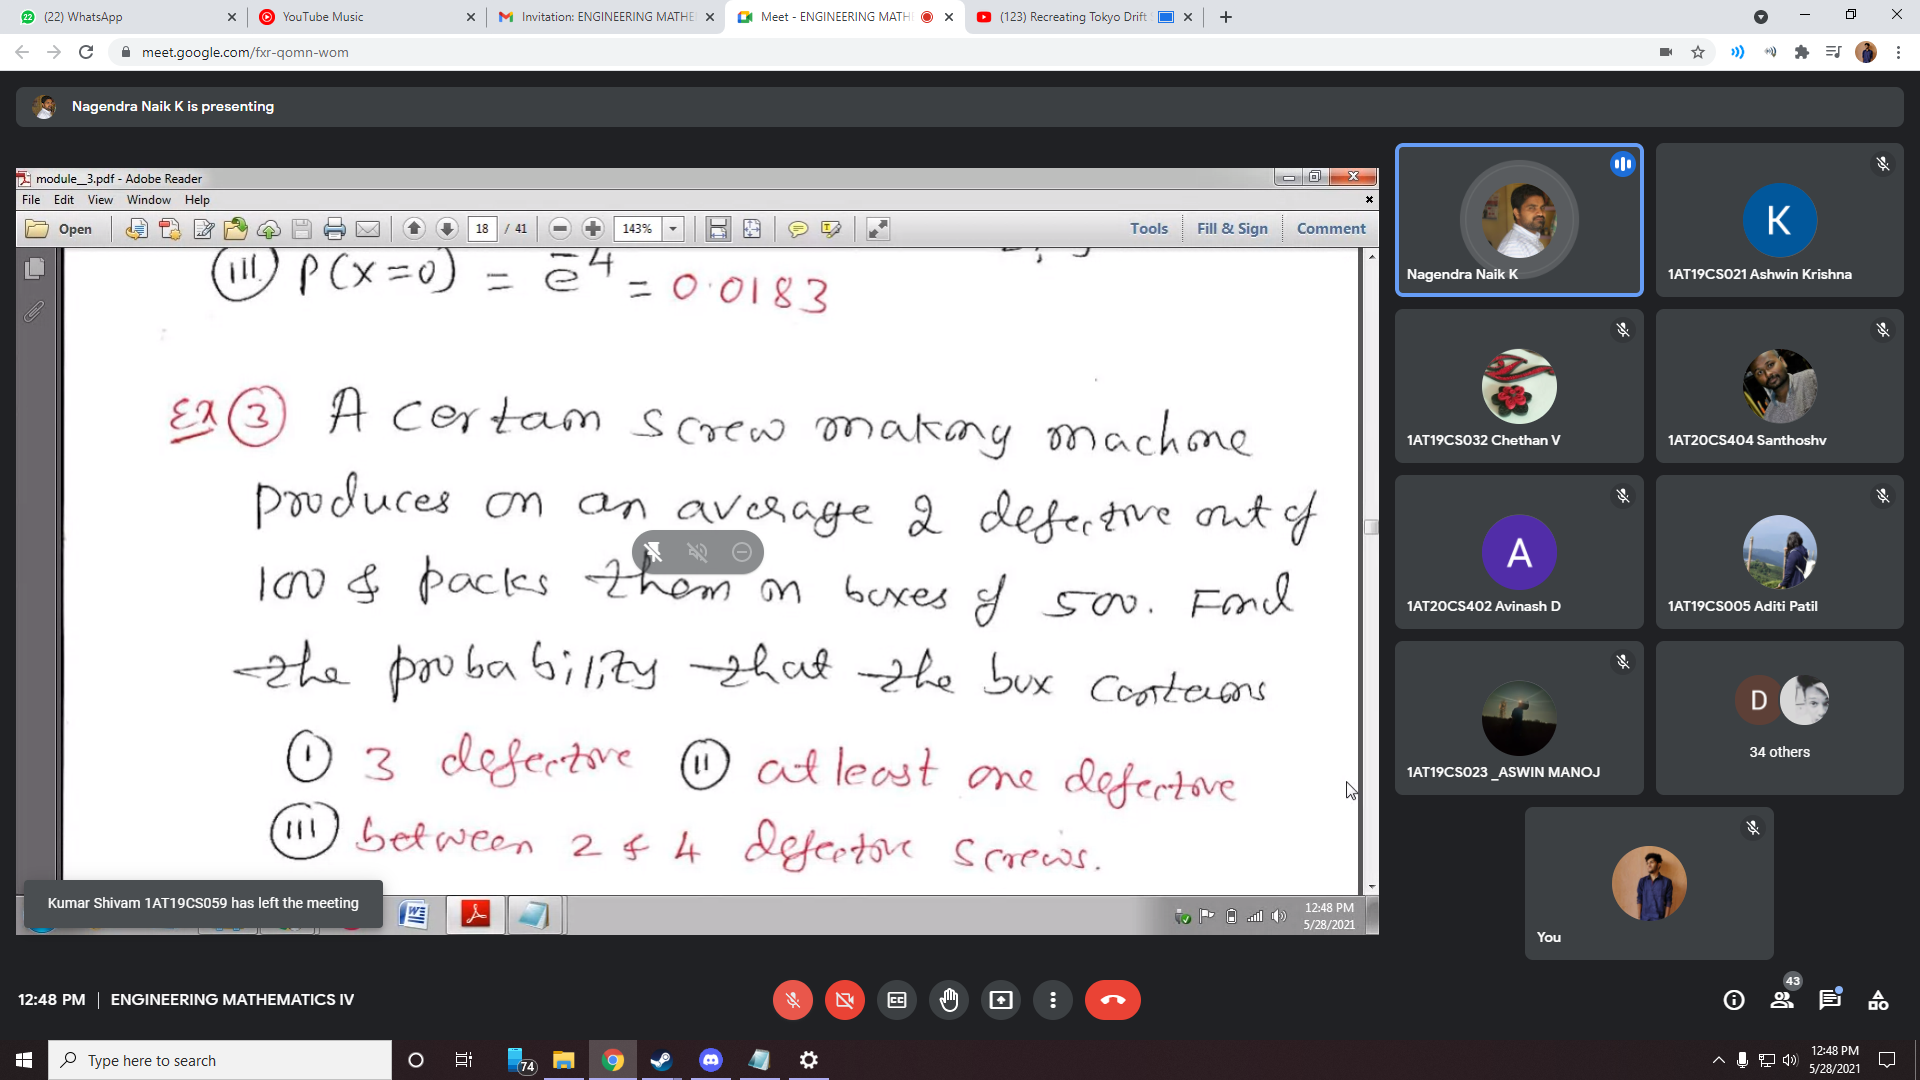 (22) WhatsApp
YouTube Music
Invitation: ENGINEERING MATHE
Meet - ENGINEERING MATH
(123) Recreating Tokyo Drift
meet.google.com/fxr-qomn-wom
Nagendra Naik K is presenting
module__3.pdf - Adobe Reader
File Edit View Window Help
Open 18 / 41 143% Tools Fill & Sign Comment
(iii) P(x=0) = e^-4 = 0.0183
Ex (3) A certain screw making machine
produces on an average 2 defective out of
100 & packs them in boxes of 500. Find
the probability that the box contains
(i) 3 defective (ii) atleast one defective
(iii) between 2 & 4 defective screws.
Kumar Shivam 1AT19CS059 has left the meeting
12:48 PM
5/28/2021
Nagendra Naik K
K
1AT19CS021 Ashwin Krishna
1AT19CS032 Chethan V
1AT20CS404 Santhoshv
A
1AT20CS402 Avinash D
1AT19CS005 Aditi Patil
1AT19CS023 _ASWIN MANOJ
D
34 others
You
12:48 PM | ENGINEERING MATHEMATICS IV
43
Type here to search
74
12:48 PM
5/28/2021